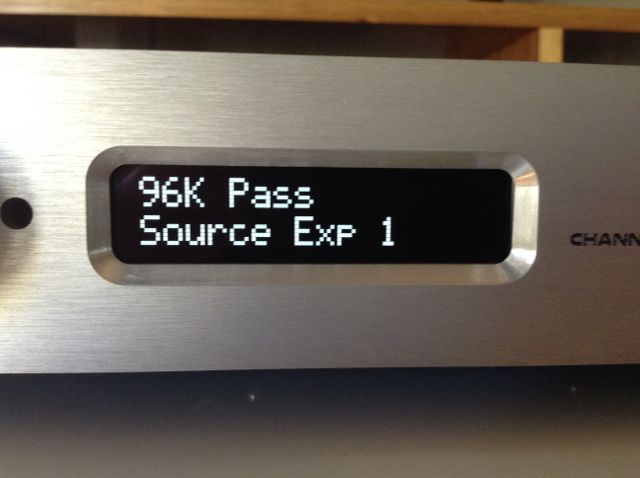 96K Pass
Source Exp 1
CHANN